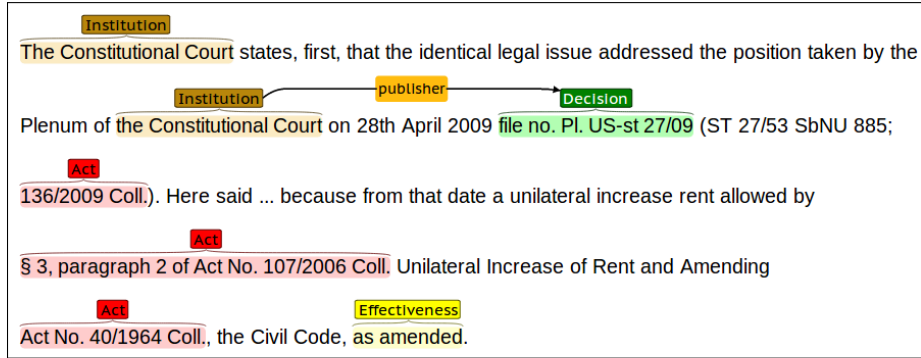 Institution
The Constitutional Court states, first, that the identical legal issue addressed the position taken by the
Institution publisher Decision
Plenum of the Constitutional Court on 28th April 2009 file no. Pl. US-st 27/09 (ST 27/53 SbNU 885;
Act
136/2009 Coll.). Here said ... because from that date a unilateral increase rent allowed by
Act
§ 3, paragraph 2 of Act No. 107/2006 Coll. Unilateral Increase of Rent and Amending
Act Effectiveness
Act No. 40/1964 Coll., the Civil Code, as amended.